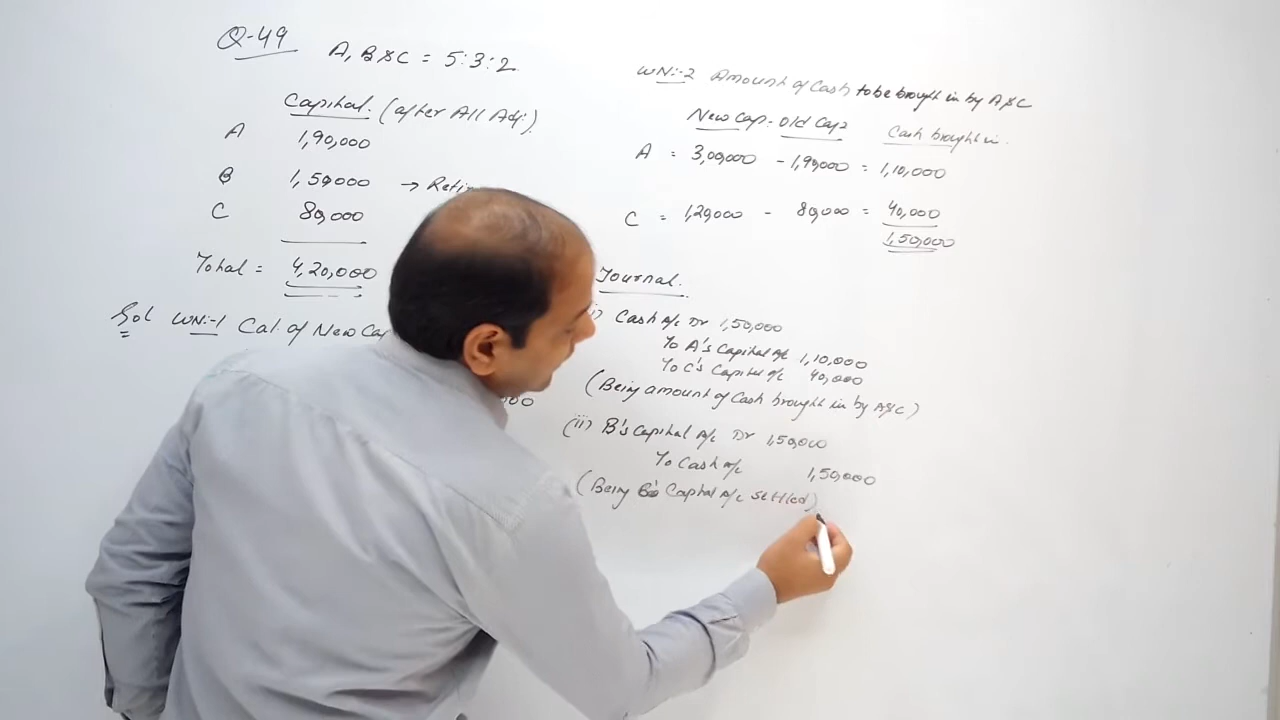 Q-49
A, B & C = 5:3:2
Capital (after All Adj)
A 1,90,000
B 1,50,000 → Reti
C 80,000
Total = 4,20,000
Sol WN:-1 Cal. of New Cap
000
WN:-2 Amount of Cash to be brought in by A&C
New Cap - Old Cap Cash brought in.
A = 3,00,000 - 1,90,000 = 1,10,000
C = 1,20,000 - 80,000 = 40,000
1,50,000
Journal.
i) Cash A/c Dr 1,50,000
To A's Capital A/c 1,10,000
To C's Capital A/c 40,000
(Being amount of Cash brought in by A&C)
(ii) B's Capital A/c Dr 1,50,000
To Cash A/c 1,50,000
(Being B's Capital A/c settled)